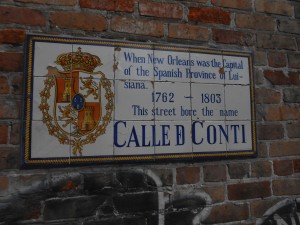 When New Orleans was the Capital
of the Spanish Province of Lui-
siana.
1762 – 1803
This street bore the name
CALLE D CONTI